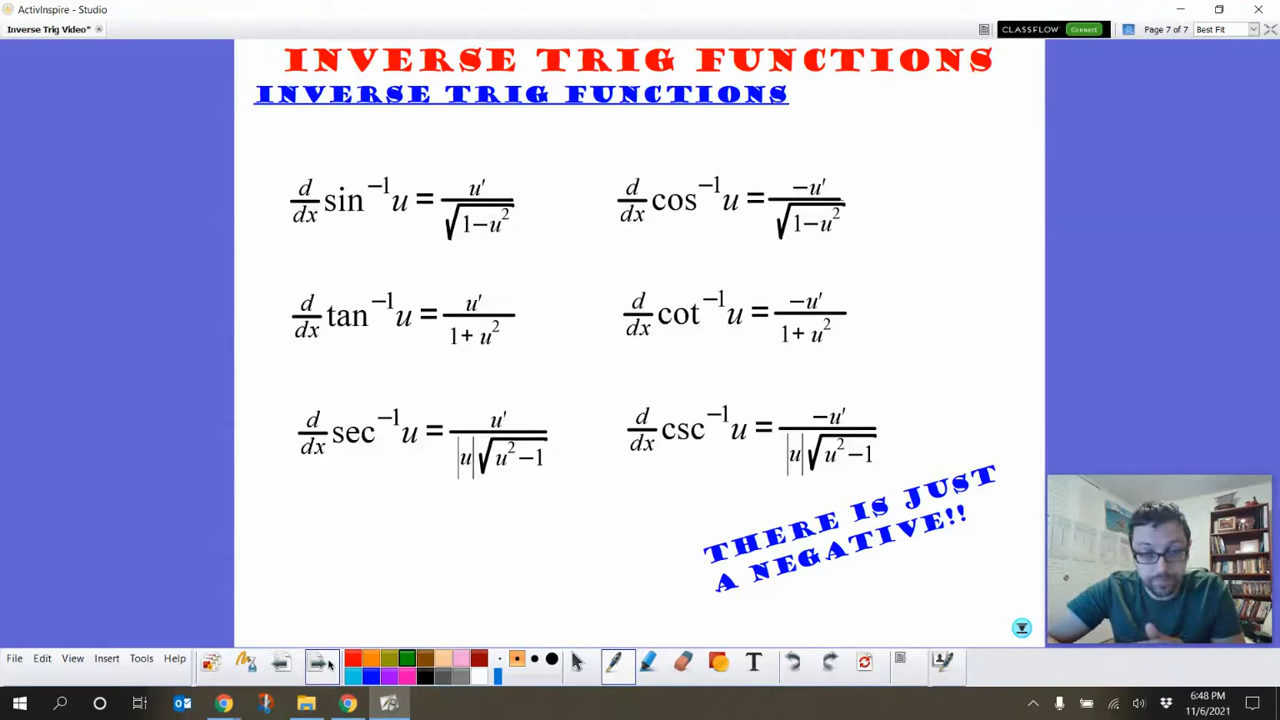 ActivInspire - Studio
Inverse Trig Video*
CLASSFLOW Connect Page 7 of 7 Best Fit
INVERSE TRIG FUNCTIONS
INVERSE TRIG FUNCTIONS
d/dx sin⁻¹u = u'/√(1−u²)
d/dx cos⁻¹u = −u'/√(1−u²)
d/dx tan⁻¹u = u'/(1+u²)
d/dx cot⁻¹u = −u'/(1+u²)
d/dx sec⁻¹u = u'/(|u|√(u²−1))
d/dx csc⁻¹u = −u'/(|u|√(u²−1))
THERE IS JUST
A NEGATIVE!!
File Edit View Insert Tools Help
6:48 PM
11/6/2021